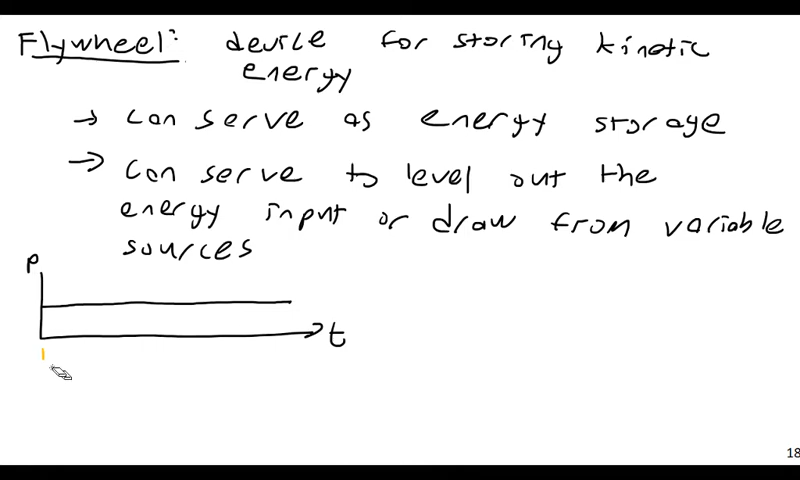 Flywheel: device for storing kinetic
energy
→ can serve as energy storage
→ can serve to level out the
energy input or draw from variable
sources
P
t
18